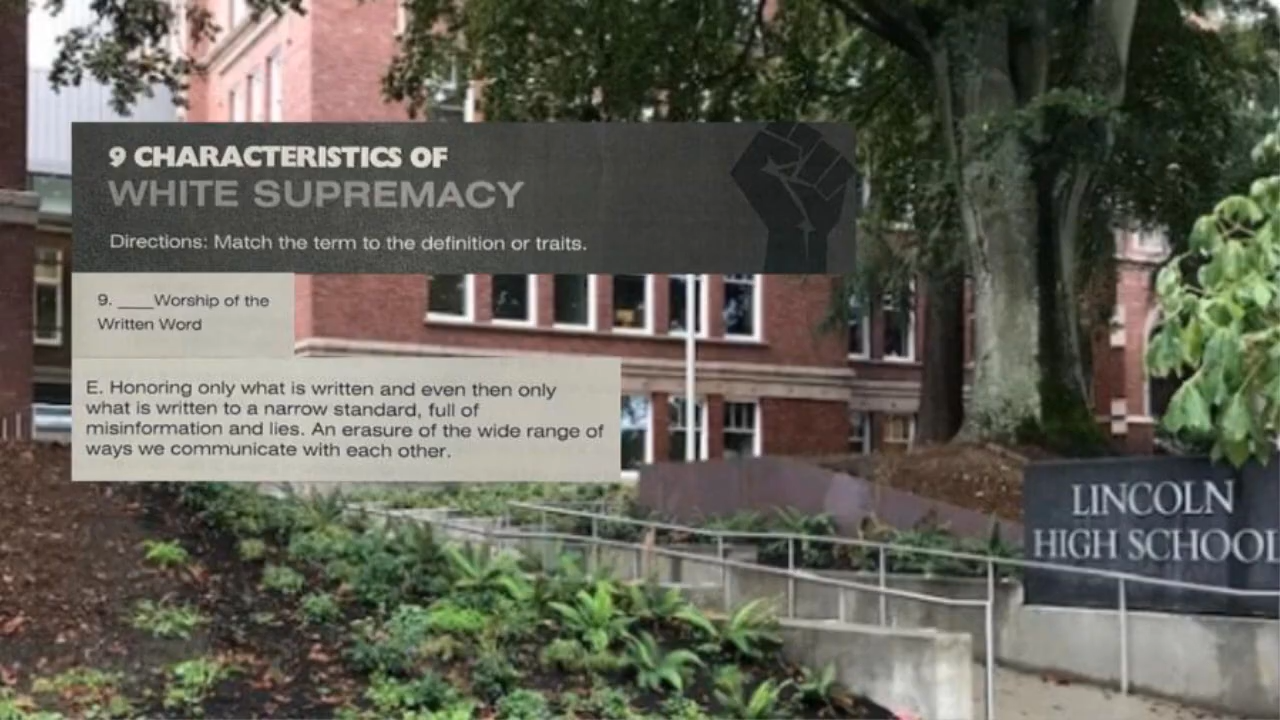 9 CHARACTERISTICS OF
WHITE SUPREMACY
Directions: Match the term to the definition or traits.
9. ____Worship of the
Written Word
E. Honoring only what is written and even then only
what is written to a narrow standard, full of
misinformation and lies. An erasure of the wide range of
ways we communicate with each other.
LINCOLN
HIGH SCHOOL